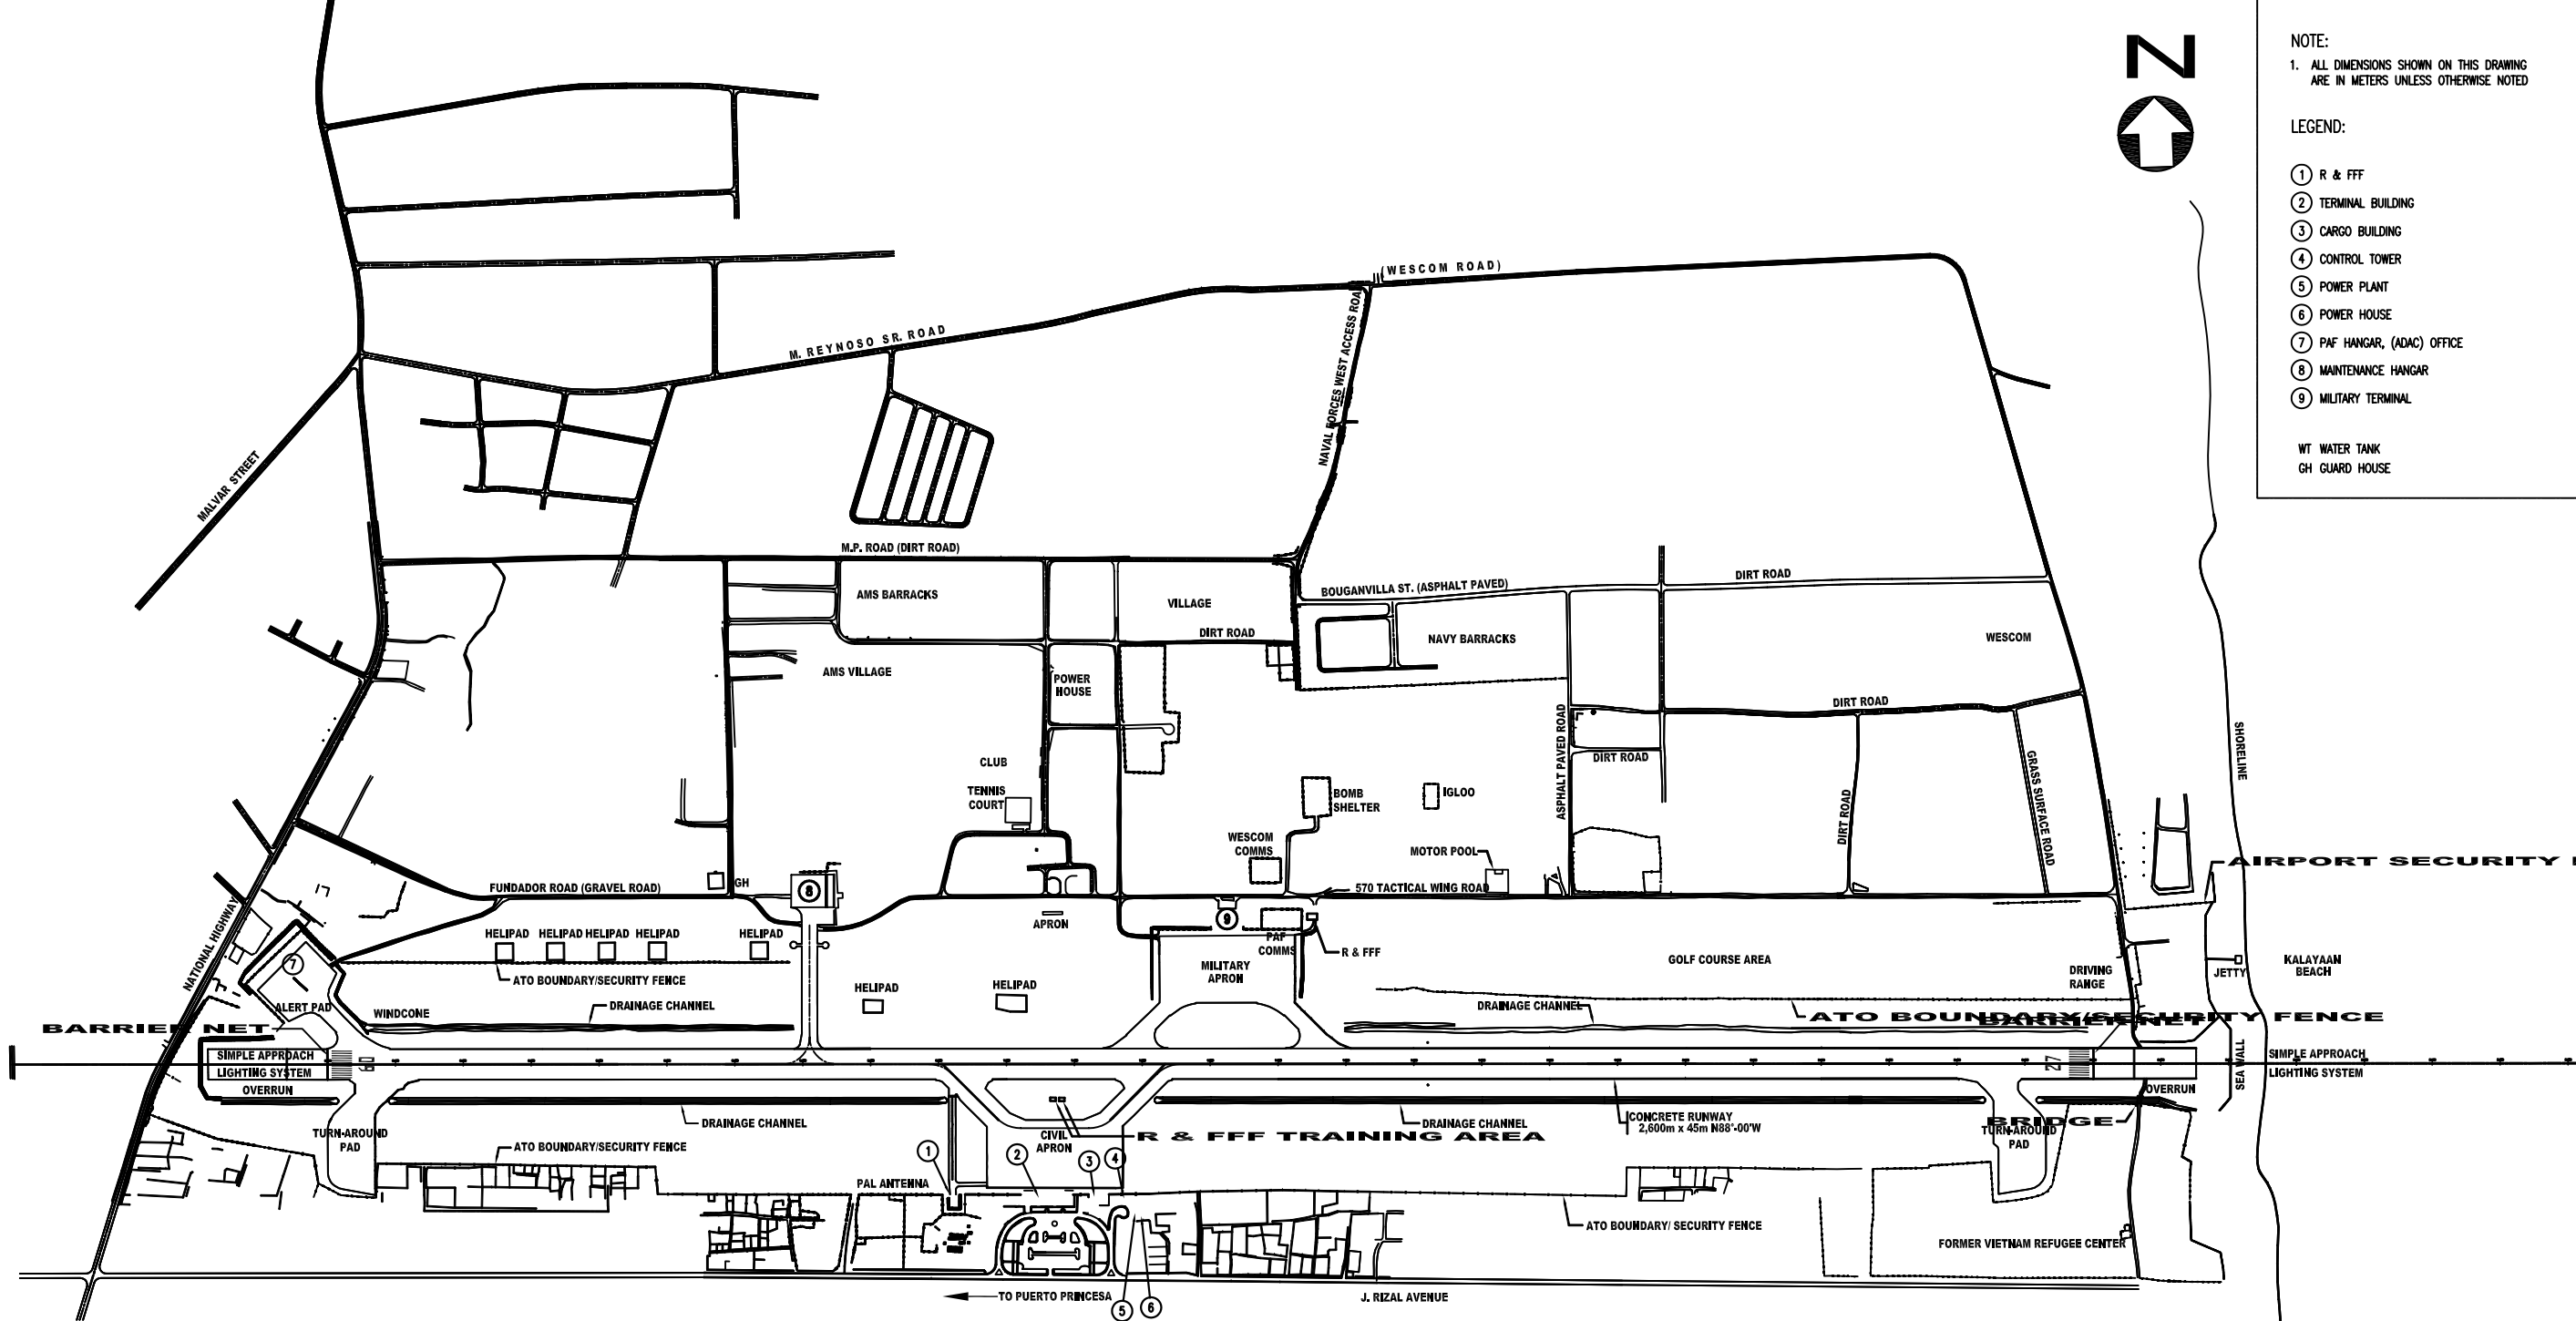 N
NOTE:
1. ALL DIMENSIONS SHOWN ON THIS DRAWING
ARE IN METERS UNLESS OTHERWISE NOTED
LEGEND:
1 R & FFF
2 TERMINAL BUILDING
3 CARGO BUILDING
4 CONTROL TOWER
5 POWER PLANT
6 POWER HOUSE
7 PAF HANGAR, (ADAC) OFFICE
8 MAINTENANCE HANGAR
9 MILITARY TERMINAL
WT WATER TANK
GH GUARD HOUSE
(WESCOM ROAD)
M. REYNOSO SR. ROAD
NAVAL FORCES WEST ACCESS ROAD
MALVAR STREET
M.P. ROAD (DIRT ROAD)
AMS BARRACKS
VILLAGE
BOUGANVILLA ST. (ASPHALT PAVED)
DIRT ROAD
DIRT ROAD
NAVY BARRACKS
WESCOM
AMS VILLAGE
POWER
HOUSE
DIRT ROAD
ASPHALT PAVED ROAD
DIRT ROAD
GRASS SURFACE ROAD
DIRT ROAD
SHORELINE
CLUB
TENNIS
COURT
BOMB
SHELTER
IGLOO
WESCOM
COMMS
MOTOR POOL
AIRPORT SECURITY
FUNDADOR ROAD (GRAVEL ROAD)
GH
8
570 TACTICAL WING ROAD
NATIONAL HIGHWAY
APRON
9
HELIPAD
HELIPAD
HELIPAD
HELIPAD
HELIPAD
PAF
COMMS
R & FFF
7
ATO BOUNDARY/SECURITY FENCE
MILITARY
APRON
GOLF COURSE AREA
DRIVING
RANGE
JETTY
KALAYAAN
BEACH
ALERT PAD
WINDCONE
DRAINAGE CHANNEL
HELIPAD
HELIPAD
DRAINAGE CHANNEL
ATO BOUNDARY/SECURITY FENCE
BARRIER NET
BARRIER NET
SIMPLE APPROACH
LIGHTING SYSTEM
OVERRUN
27
SEA WALL
SIMPLE APPROACH
LIGHTING SYSTEM
OVERRUN
TURN-AROUND
PAD
DRAINAGE CHANNEL
ATO BOUNDARY/SECURITY FENCE
CIVIL
APRON
R & FFF TRAINING AREA
DRAINAGE CHANNEL
CONCRETE RUNWAY
2,600m x 45m N88°-00'W
BRIDGE
TURN-AROUND
PAD
1
2
3
4
PAL ANTENNA
ATO BOUNDARY/ SECURITY FENCE
FORMER VIETNAM REFUGEE CENTER
TO PUERTO PRINCESA
5
6
J. RIZAL AVENUE